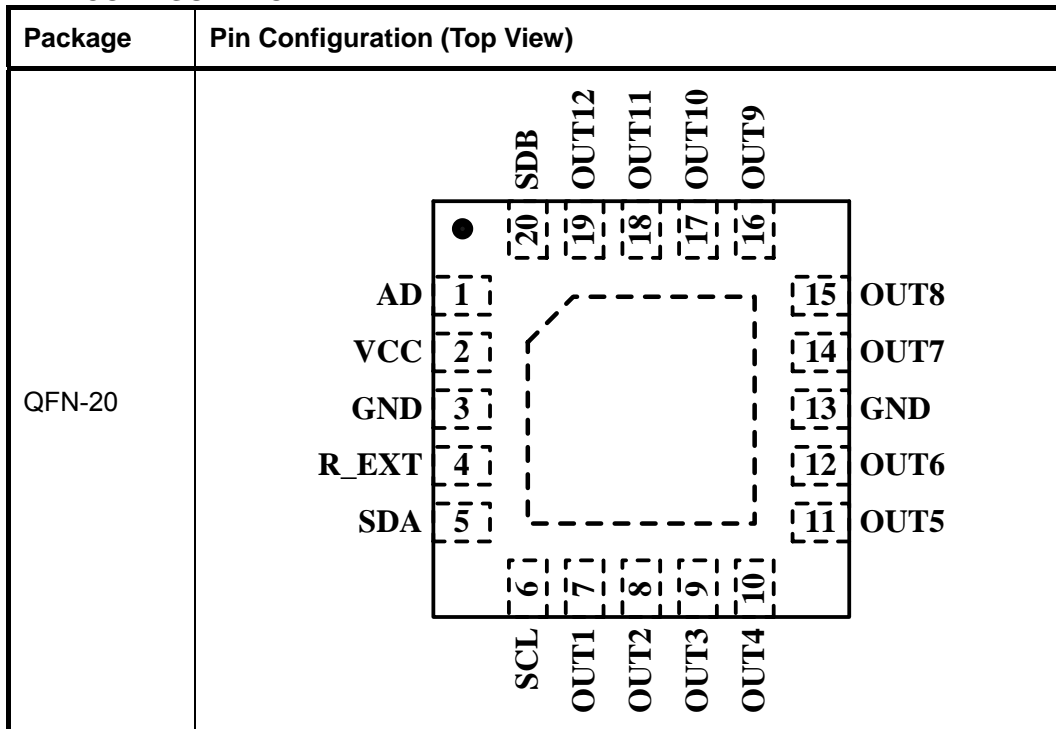 Package
Pin Configuration (Top View)
QFN-20
SDB
OUT12
OUT11
OUT10
OUT9
20
19
18
17
16
AD 1
VCC 2
GND 3
R_EXT 4
SDA 5
15 OUT8
14 OUT7
13 GND
12 OUT6
11 OUT5
6
7
8
9
10
SCL
OUT1
OUT2
OUT3
OUT4